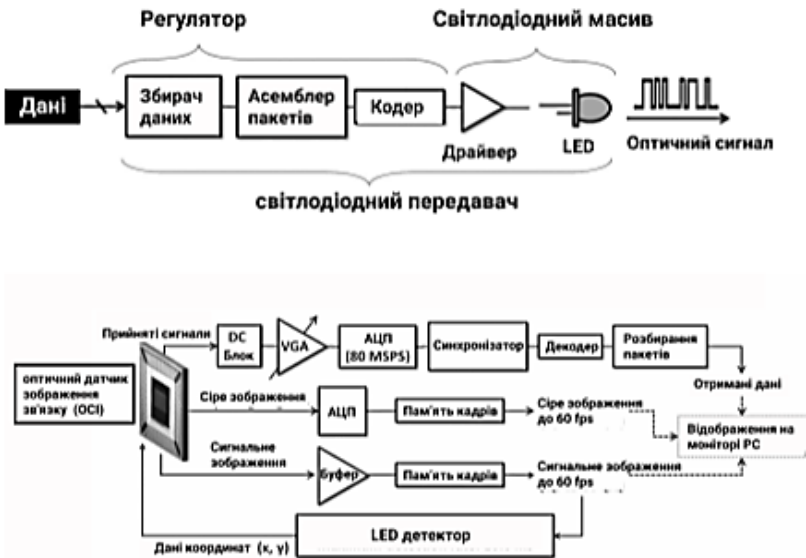 Регулятор
Світлодіодний масив
Дані
Збирач
даних
Асемблер
пакетів
Кодер
Драйвер
LED
Оптичний сигнал
світлодіодний передавач
Прийняті сигнали
DC
Блок
VGA
АЦП
(80 MSPS)
Синхронізатор
Декодер
Розбирання
пакетів
оптичний датчик
зображення
зв'язку (OCI)
Отримані дані
Сіре зображення
АЦП
Пам'ять кадрів
Сіре зображення
до 60 fps
Відображення на
моніторі PC
Сигнальне
зображення
Буфер
Пам'ять кадрів
Сигнальне зображення
до 60 fps
LED детектор
Дані координат (x, y)